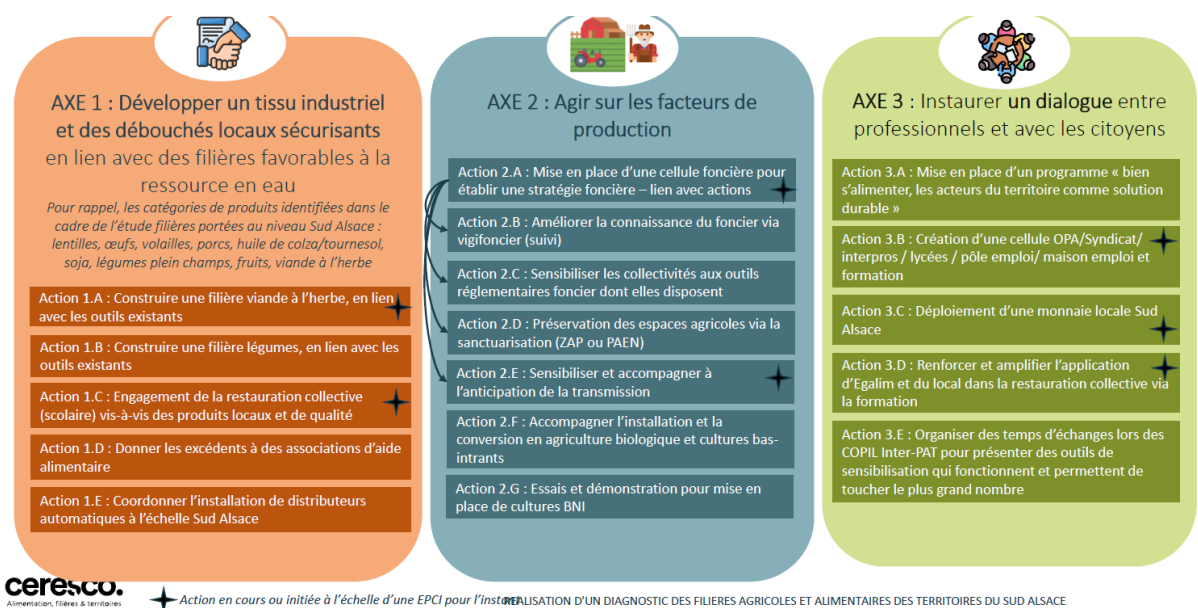 AXE 1 : Développer un tissu industriel
et des débouchés locaux sécurisants
en lien avec des filières favorables à la
ressource en eau
Pour rappel, les catégories de produits identifiées dans le
cadre de l'étude filières portées au niveau Sud Alsace :
lentilles, œufs, volailles, porcs, huile de colza/tournesol,
soja, légumes plein champs, fruits, viande à l'herbe
Action 1.A : Construire une filière viande à l'herbe, en lien
avec les outils existants
Action 1.B : Construire une filière légumes, en lien avec les
outils existants
Action 1.C : Engagement de la restauration collective
(scolaire) vis-à-vis des produits locaux et de qualité
Action 1.D : Donner les excédents à des associations d'aide
alimentaire
Action 1.E : Coordonner l'installation de distributeurs
automatiques à l'échelle Sud Alsace
AXE 2 : Agir sur les facteurs de
production
Action 2.A : Mise en place d'une cellule foncière pour
établir une stratégie foncière – lien avec actions
Action 2.B : Améliorer la connaissance du foncier via
vigifoncier (suivi)
Action 2.C : Sensibiliser les collectivités aux outils
réglementaires foncier dont elles disposent
Action 2.D : Préservation des espaces agricoles via la
sanctuarisation (ZAP ou PAEN)
Action 2.E : Sensibiliser et accompagner à
l'anticipation de la transmission
Action 2.F : Accompagner l'installation et la
conversion en agriculture biologique et cultures bas-
intrants
Action 2.G : Essais et démonstration pour mise en
place de cultures BNI
AXE 3 : Instaurer un dialogue entre
professionnels et avec les citoyens
Action 3.A : Mise en place d'un programme « bien
s'alimenter, les acteurs du territoire comme solution
durable »
Action 3.B : Création d'une cellule OPA/Syndicat/
interpros / lycées / pôle emploi/ maison emploi et
formation
Action 3.C : Déploiement d'une monnaie locale Sud
Alsace
Action 3.D : Renforcer et amplifier l'application
d'Egalim et du local dans la restauration collective via
la formation
Action 3.E : Organiser des temps d'échanges lors des
COPIL Inter-PAT pour présenter des outils de
sensibilisation qui fonctionnent et permettent de
toucher le plus grand nombre
ceresco.
Alimentation, filières & territoires
Action en cours ou initiée à l'échelle d'une EPCI pour l'instant
REALISATION D'UN DIAGNOSTIC DES FILIERES AGRICOLES ET ALIMENTAIRES DES TERRITOIRES DU SUD ALSACE